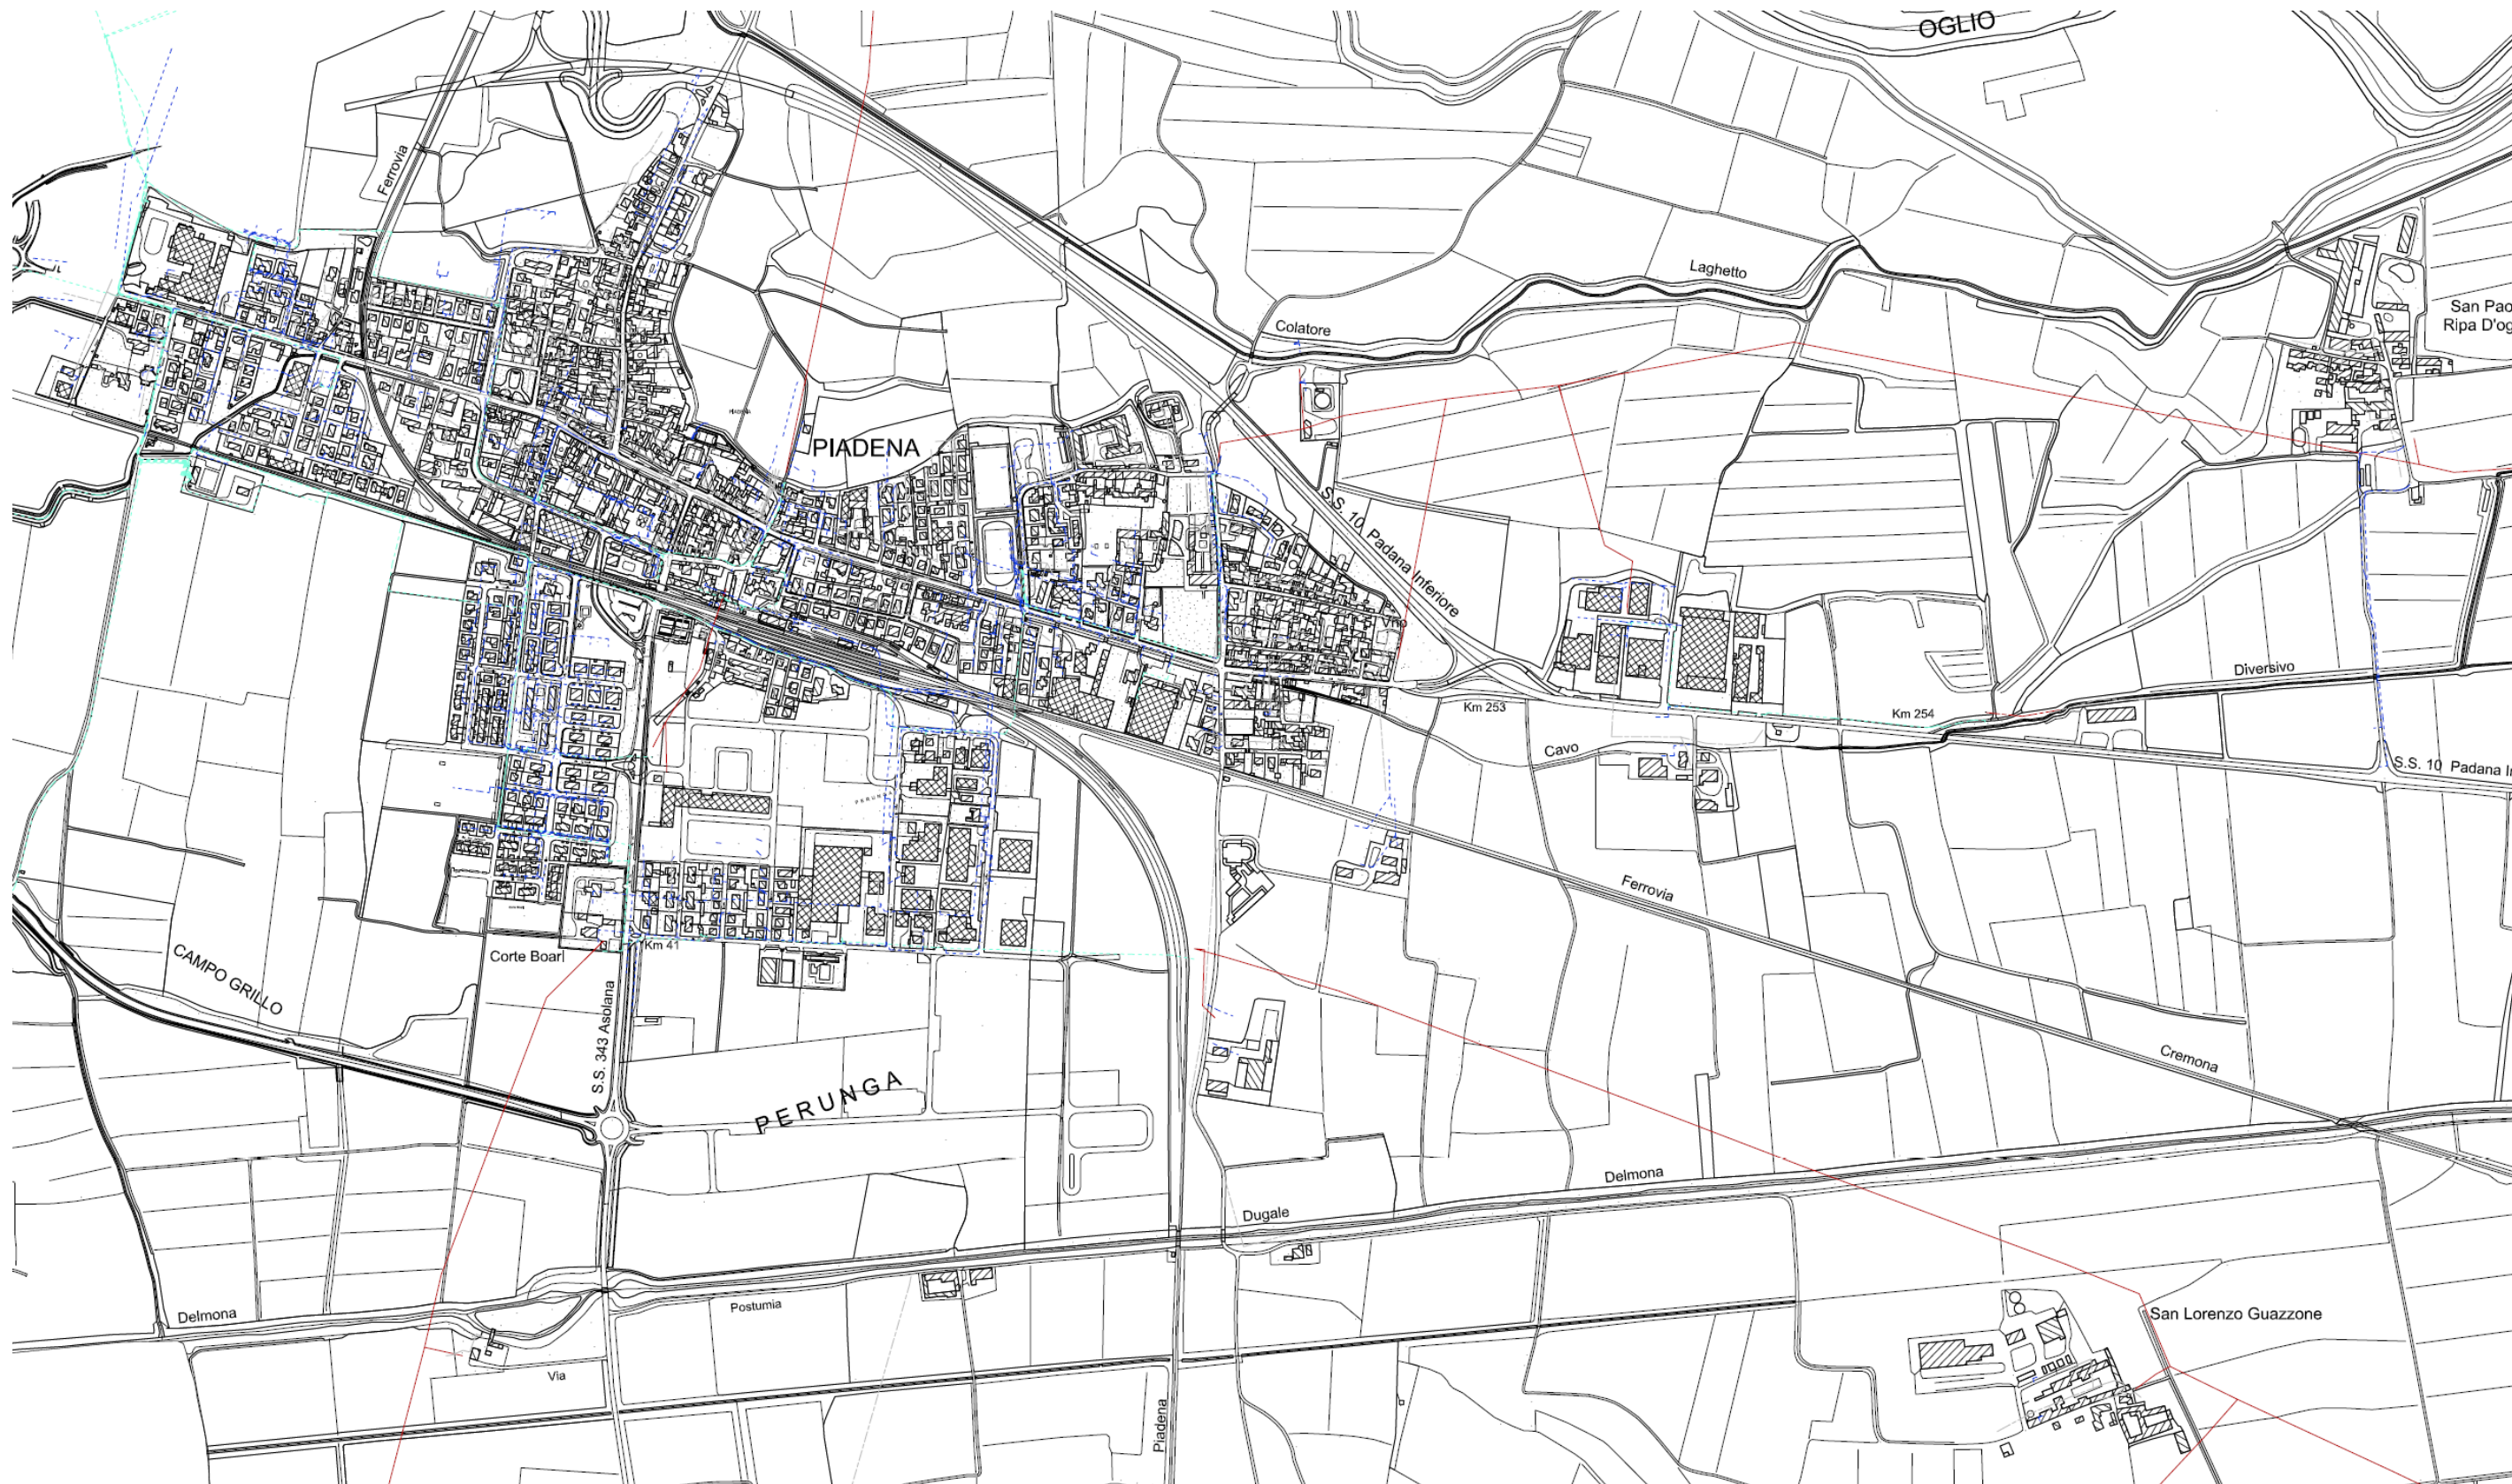 OGLIO
Ferrovia
Laghetto
San Pao
Ripa D'og
Colatore
PIADENA
PIADENA
S.S. 10 Padana Inferiore
Vho
Diversivo
Km 253
Km 254
Cavo
S.S. 10 Padana In
PERUNGA
Ferrovia
Km 41
Corte Boari
CAMPO GRILLO
S.S. 343 Asolana
PERUNGA
Cremona
Delmona
Dugale
Delmona
Postumia
San Lorenzo Guazzone
Via
Piadena